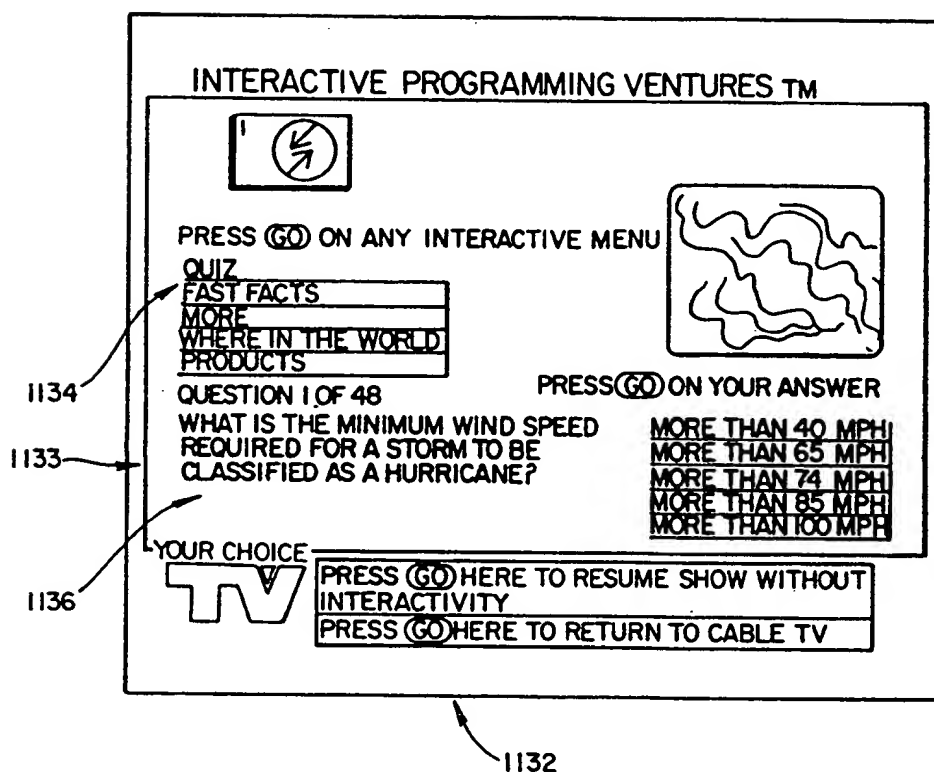 INTERACTIVE PROGRAMMING VENTURES TM
1
PRESS GO ON ANY INTERACTIVE MENU
QUIZ
FAST FACTS
MORE
WHERE IN THE WORLD
PRODUCTS
1134
QUESTION 1 OF 48
WHAT IS THE MINIMUM WIND SPEED
REQUIRED FOR A STORM TO BE
CLASSIFIED AS A HURRICANE?
1133
PRESS GO ON YOUR ANSWER
MORE THAN 40 MPH
MORE THAN 65 MPH
MORE THAN 74 MPH
MORE THAN 85 MPH
MORE THAN 100 MPH
1136
YOUR CHOICE
TV
PRESS GO HERE TO RESUME SHOW WITHOUT
INTERACTIVITY
PRESS GO HERE TO RETURN TO CABLE TV
1132